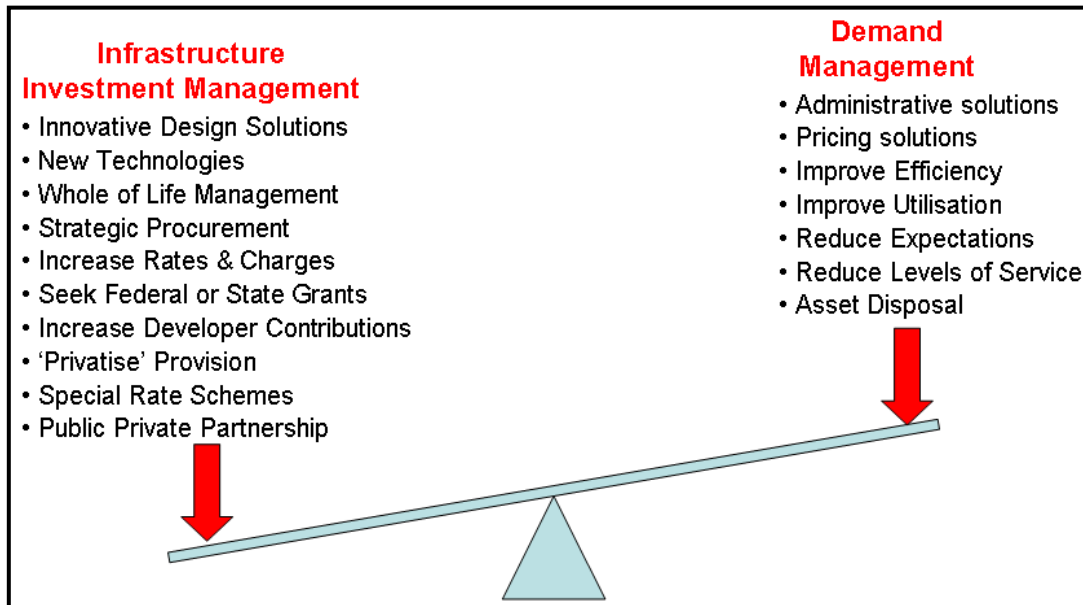 Infrastructure
Investment Management
• Innovative Design Solutions
• New Technologies
• Whole of Life Management
• Strategic Procurement
• Increase Rates & Charges
• Seek Federal or State Grants
• Increase Developer Contributions
• ‘Privatise’ Provision
• Special Rate Schemes
• Public Private Partnership
Demand
Management
• Administrative solutions
• Pricing solutions
• Improve Efficiency
• Improve Utilisation
• Reduce Expectations
• Reduce Levels of Service
• Asset Disposal